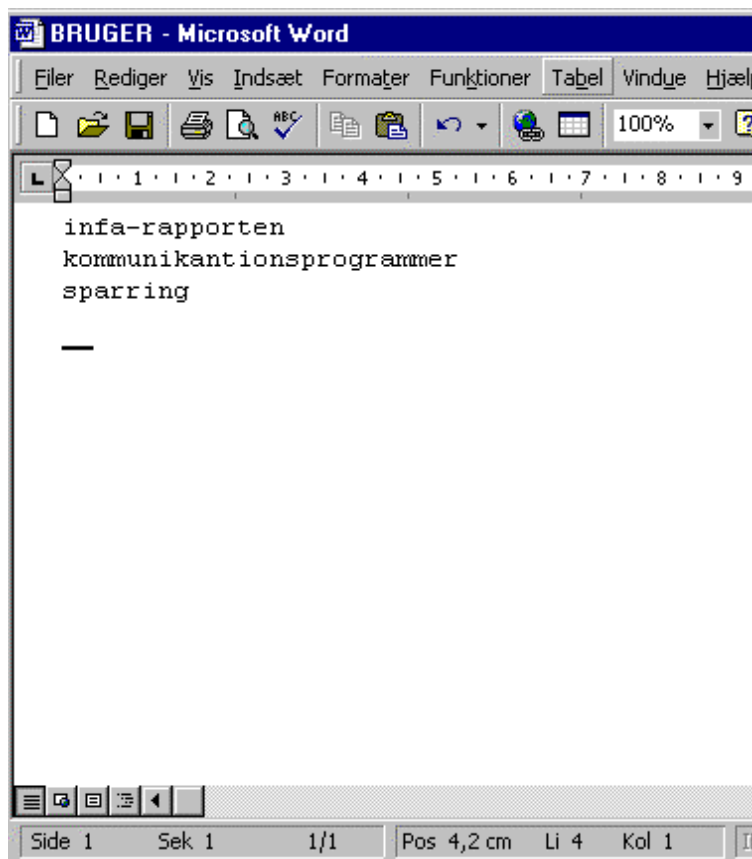 BRUGER - Microsoft Word
Filer Rediger Vis Indsæt Formater Funktioner Tabel Vindue Hjælp
ABC 100%
1 2 3 4 5 6 7 8 9
infa-rapporten
kommunikantionsprogrammer
sparring
Side 1 Sek 1 1/1 Pos 4,2 cm Li 4 Kol 1